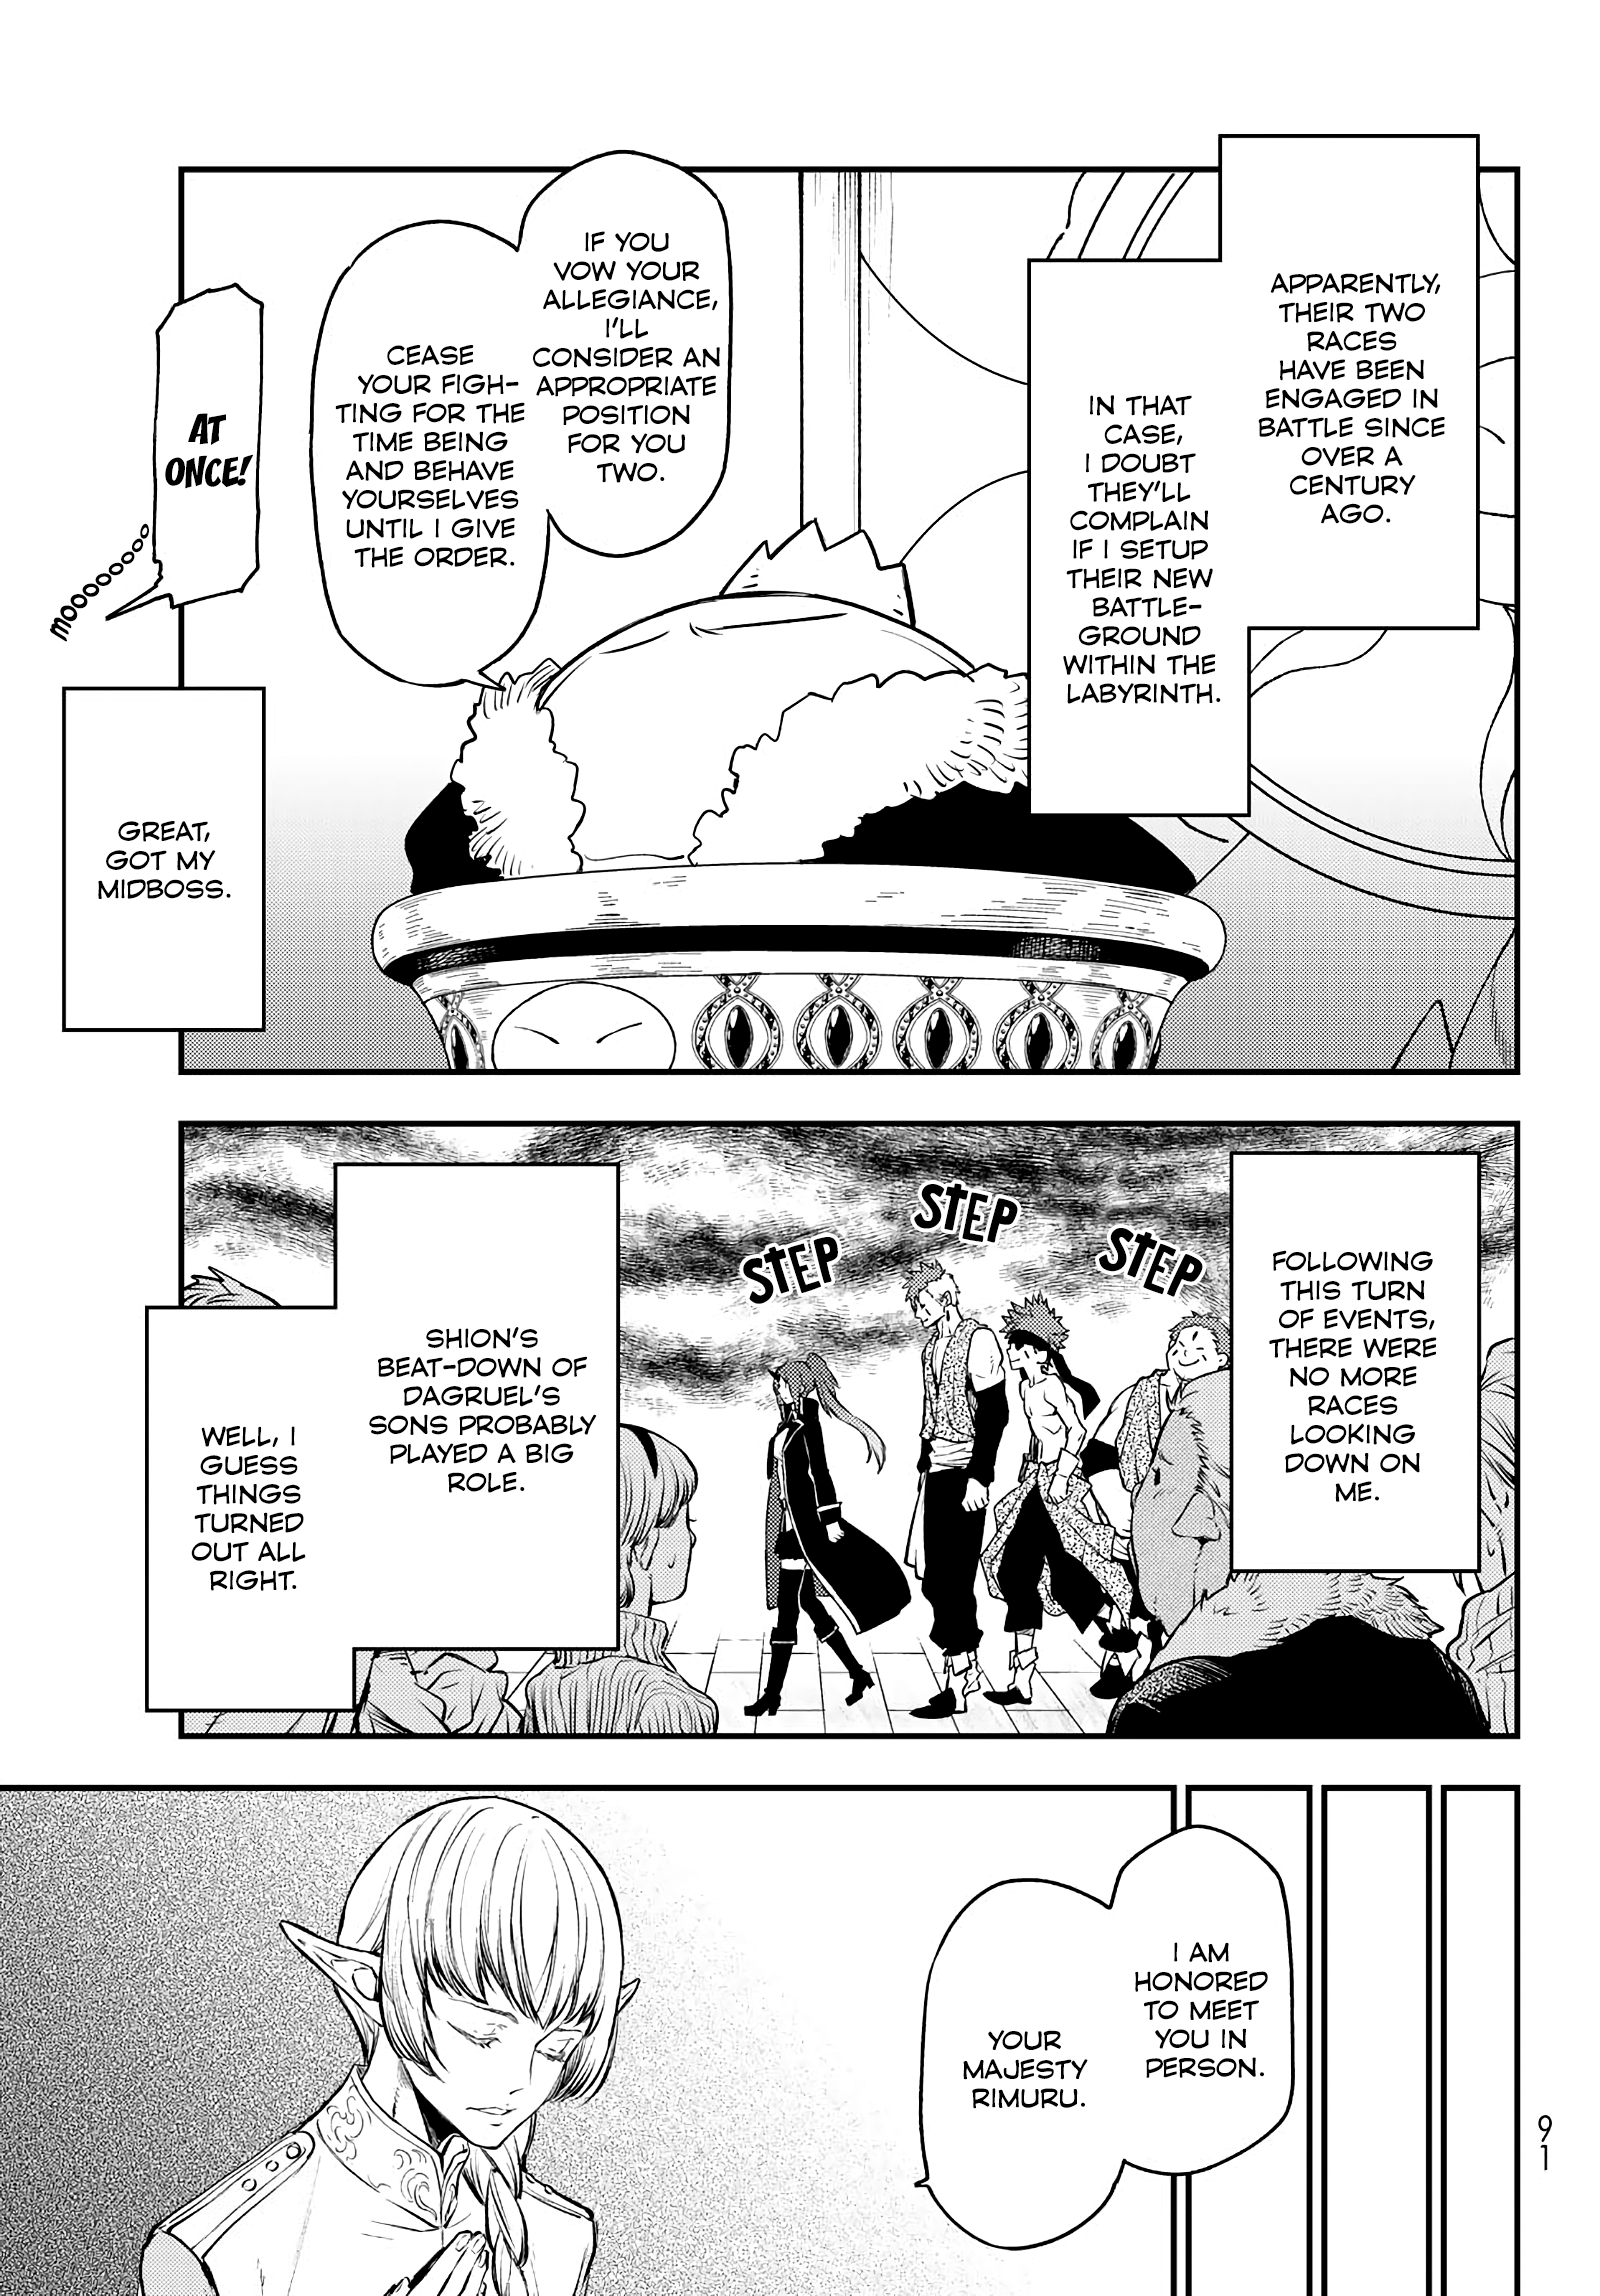 APPARENTLY,
THEIR TWO
RACES
HAVE BEEN
ENGAGED IN
BATTLE SINCE
OVER A
CENTURY
AGO.
IN THAT
CASE,
I DOUBT
THEY'LL
COMPLAIN
IF I SETUP
THEIR NEW
BATTLE-
GROUND
WITHIN THE
LABYRINTH.
IF YOU
VOW YOUR
ALLEGIANCE,
I'LL
CONSIDER AN
APPROPRIATE
POSITION
FOR YOU
TWO.
CEASE
YOUR FIGH-
TING FOR THE
TIME BEING
AND BEHAVE
YOURSELVES
UNTIL I GIVE
THE ORDER.
AT
ONCE!
MOOOOOOOO
GREAT,
GOT MY
MIDBOSS.
FOLLOWING
THIS TURN
OF EVENTS,
THERE WERE
NO MORE
RACES
LOOKING
DOWN ON
ME.
STEP
STEP
STEP
SHION'S
BEAT-DOWN OF
DAGRUEL'S
SONS PROBABLY
PLAYED A BIG
ROLE.
WELL, I
GUESS
THINGS
TURNED
OUT ALL
RIGHT.
I AM
HONORED
TO MEET
YOU IN
PERSON.
YOUR
MAJESTY
RIMURU.
91